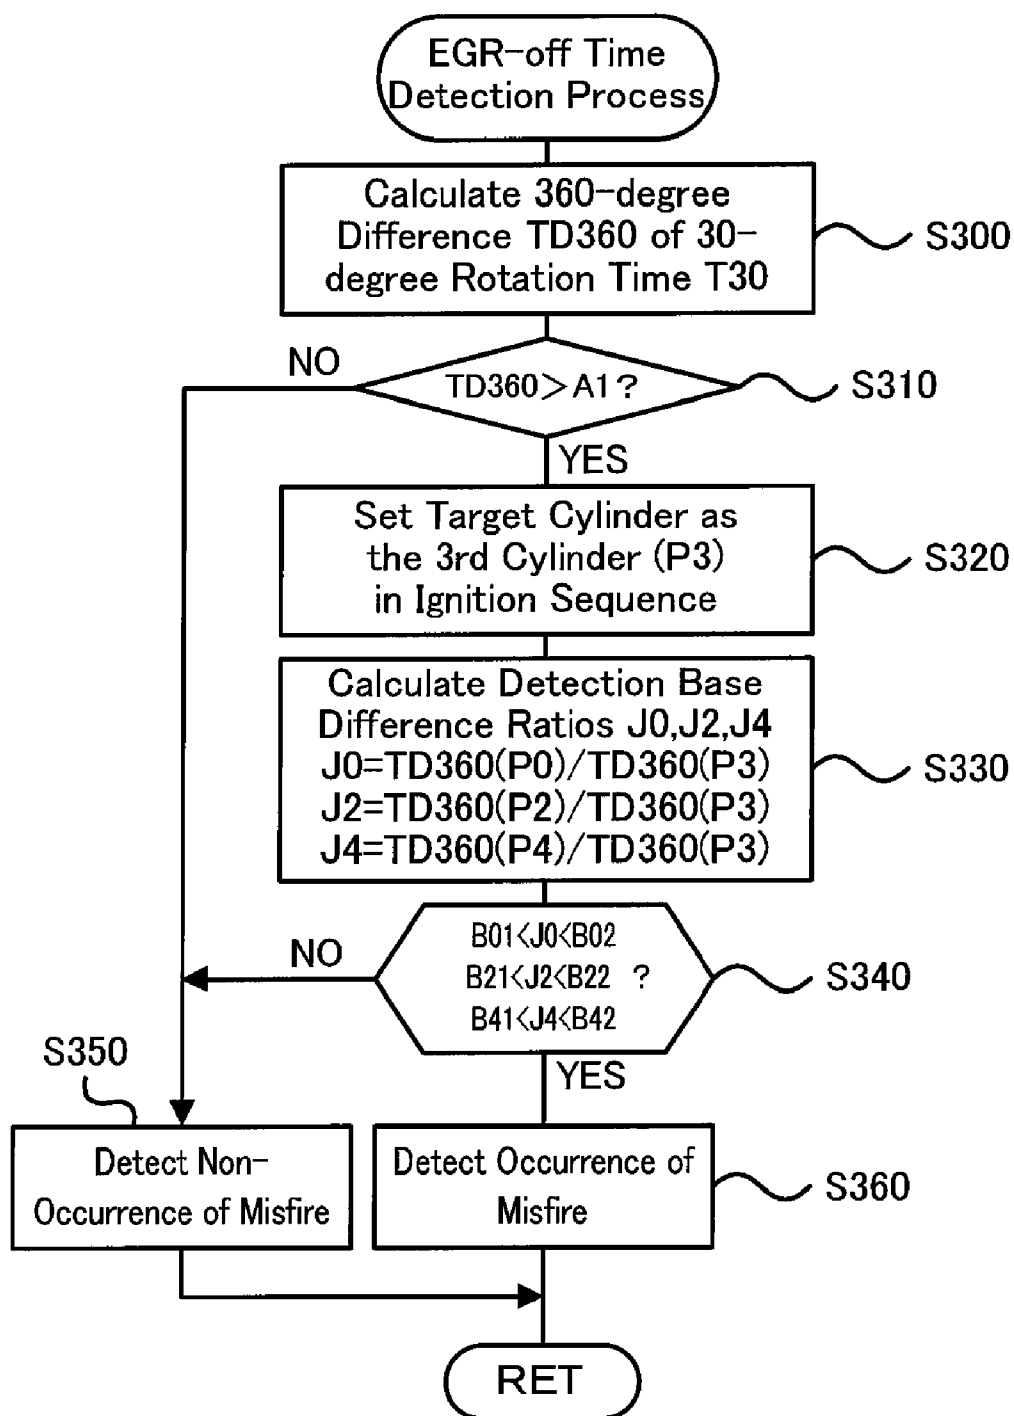 EGR-off Time
Detection Process
Calculate 360-degree
Difference TD360 of 30-
degree Rotation Time T30
S300
NO
TD360>A1?
S310
YES
Set Target Cylinder as
the 3rd Cylinder (P3)
in Ignition Sequence
S320
Calculate Detection Base
Difference Ratios J0,J2,J4
J0=TD360(P0)/TD360(P3)
J2=TD360(P2)/TD360(P3)
J4=TD360(P4)/TD360(P3)
S330
NO
B01<J0<B02
B21<J2<B22 ?
B41<J4<B42
S340
S350
YES
Detect Non-
Occurrence of Misfire
Detect Occurrence of
Misfire
S360
RET